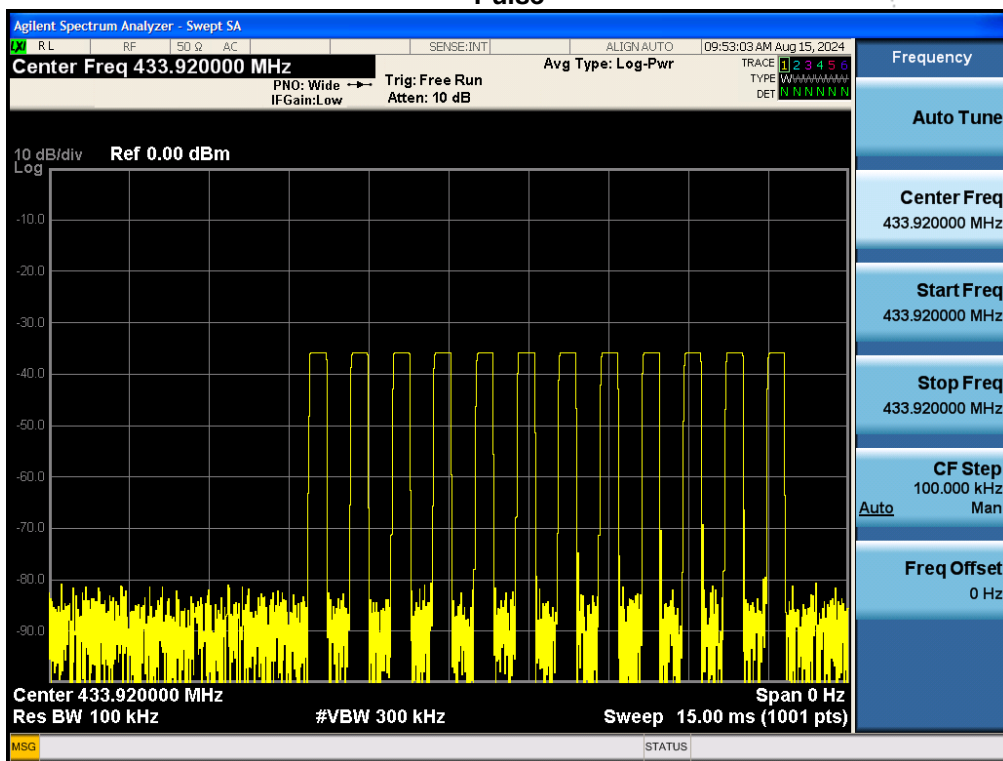 Pulse
Agilent Spectrum Analyzer - Swept SA
LXI RL RF 50 Ω AC SENSE:INT ALIGN AUTO 09:53:03 AM Aug 15, 2024
Center Freq 433.920000 MHz
PNO: Wide
IFGain:Low
Trig: Free Run
Atten: 10 dB
Avg Type: Log-Pwr
TRACE 1 2 3 4 5 6
TYPE WWWWWW
DET N N N N N N
10 dB/div Ref 0.00 dBm
Log
-10.0
-20.0
-30.0
-40.0
-50.0
-60.0
-70.0
-80.0
-90.0
Center 433.920000 MHz Span 0 Hz
Res BW 100 kHz #VBW 300 kHz Sweep 15.00 ms (1001 pts)
MSG STATUS
Frequency
Auto Tune
Center Freq
433.920000 MHz
Start Freq
433.920000 MHz
Stop Freq
433.920000 MHz
CF Step
100.000 kHz
Auto Man
Freq Offset
0 Hz